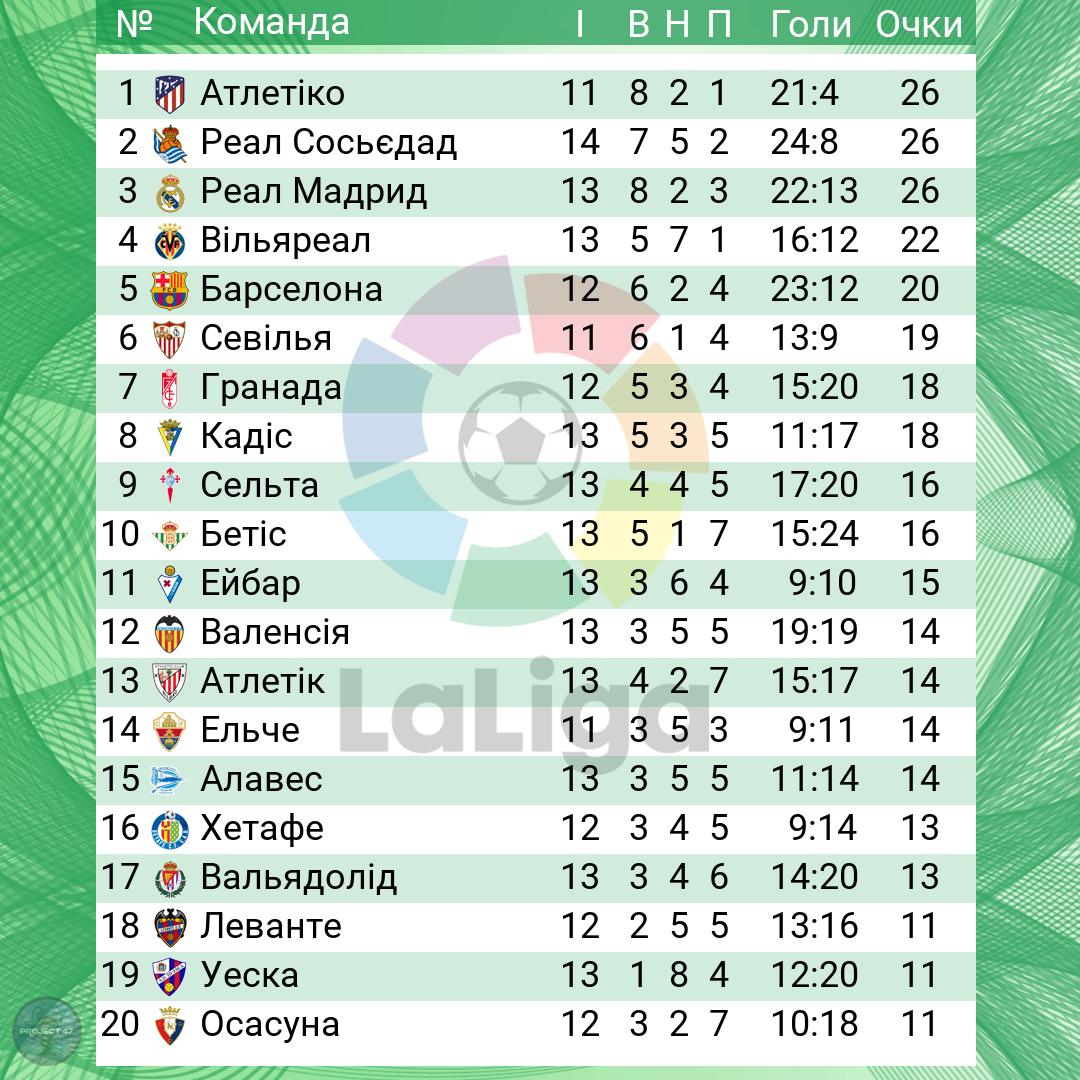 № Команда І В Н П Голи Очки
1 Атлетіко 11 8 2 1 21:4 26
2 Реал Сосьєдад 14 7 5 2 24:8 26
3 Реал Мадрид 13 8 2 3 22:13 26
4 Вільяреал 13 5 7 1 16:12 22
5 Барселона 12 6 2 4 23:12 20
6 Севілья 11 6 1 4 13:9 19
7 Гранада 12 5 3 4 15:20 18
8 Кадіс 13 5 3 5 11:17 18
9 Сельта 13 4 4 5 17:20 16
10 Бетіс 13 5 1 7 15:24 16
11 Ейбар 13 3 6 4 9:10 15
12 Валенсія 13 3 5 5 19:19 14
13 Атлетік 13 4 2 7 15:17 14
14 Ельче 11 3 5 3 9:11 14
15 Алавес 13 3 5 5 11:14 14
16 Хетафе 12 3 4 5 9:14 13
17 Вальядолід 13 3 4 6 14:20 13
18 Леванте 12 2 5 5 13:16 11
19 Уеска 13 1 8 4 12:20 11
20 Осасуна 12 3 2 7 10:18 11
LaLiga
PROJECT 47